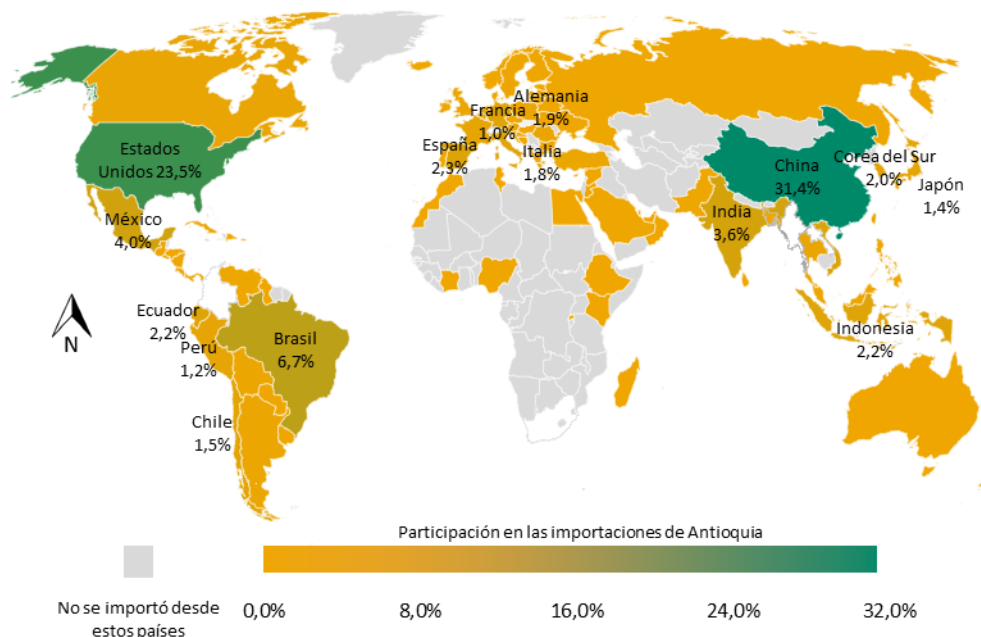 Estados
Unidos 23,5%
México
4,0%
Ecuador
2,2%
Perú
1,2%
Brasil
6,7%
Chile
1,5%
N
Alemania
1,9%
Francia
1,0%
España
2,3%
Italia
1,8%
China
31,4%
Corea del Sur
2,0%
Japón
1,4%
India
3,6%
Indonesia
2,2%
Participación en las importaciones de Antioquia
No se importó desde
estos países
0,0% 8,0% 16,0% 24,0% 32,0%